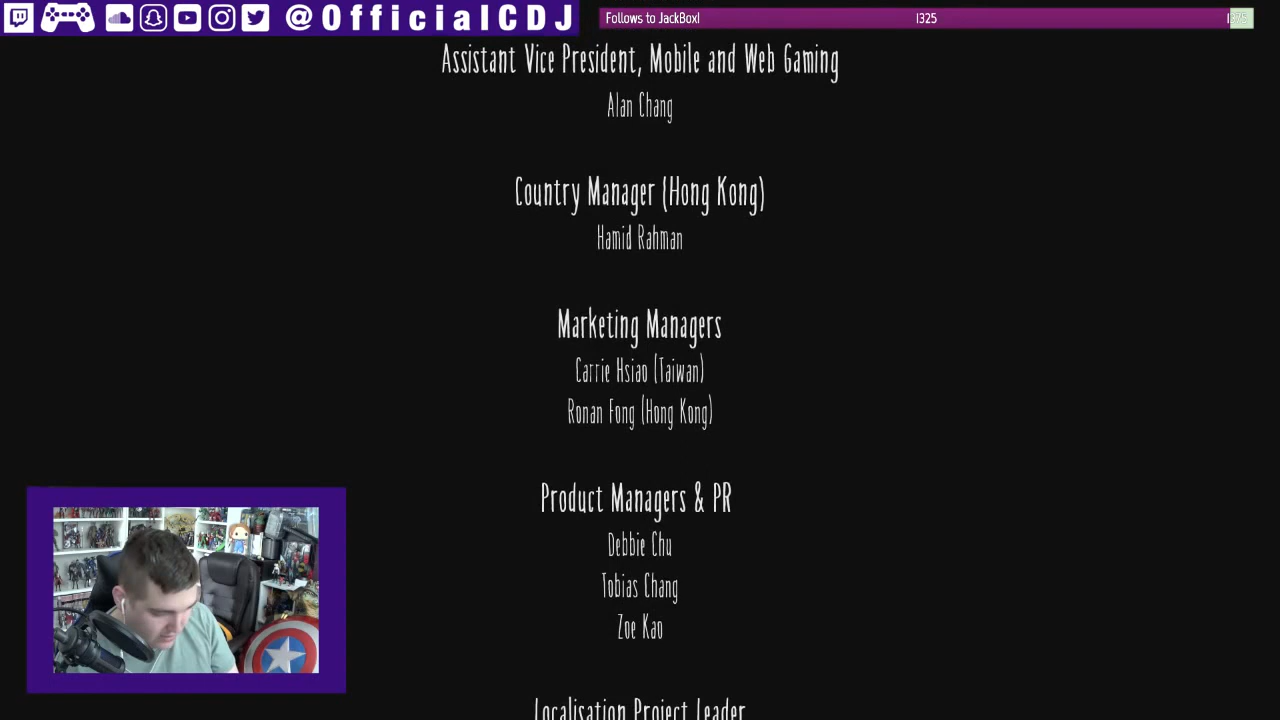 @OfficialCDJ
Follows to JackBox! 1325
Assistant Vice President, Mobile and Web Gaming
Alan Chang
Country Manager (Hong Kong)
Hamid Rahman
Marketing Managers
Carrie Hsiao (Taiwan)
Ronan Fong (Hong Kong)
Product Managers & PR
Debbie Chu
Tobias Chang
Zoe Kao
Localisation Project Leader